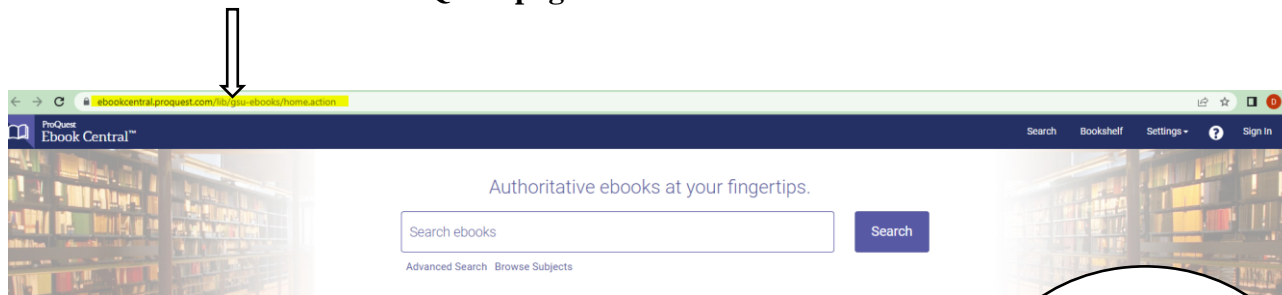 ebookcentral.proquest.com/lib/gsu-ebooks/home.action
ProQuest
Ebook Central™
Search Bookshelf Settings ? Sign In
Authoritative ebooks at your fingertips.
Search ebooks
Search
Advanced Search Browse Subjects